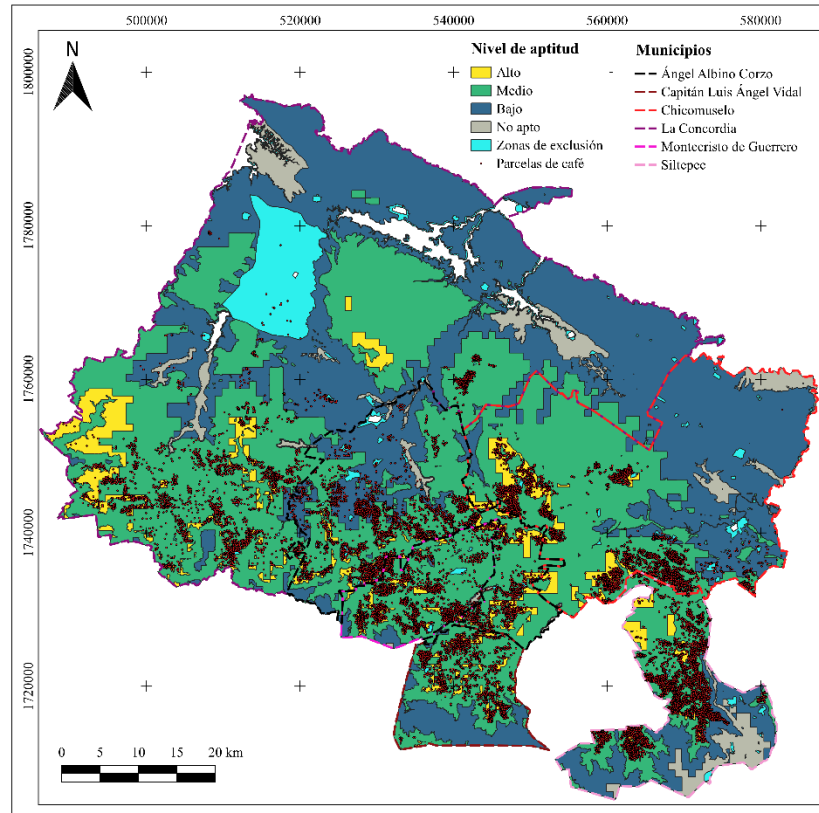 500000 520000 540000 560000 580000
1800000
1780000
1760000
1740000
1720000
N
Nivel de aptitud
Alto
Medio
Bajo
No apto
Zonas de exclusión
Parcelas de café
Municipios
Ángel Albino Corzo
Capitán Luis Ángel Vidal
Chicomuselo
La Concordia
Montecristo de Guerrero
Siltepec
0 5 10 15 20 km